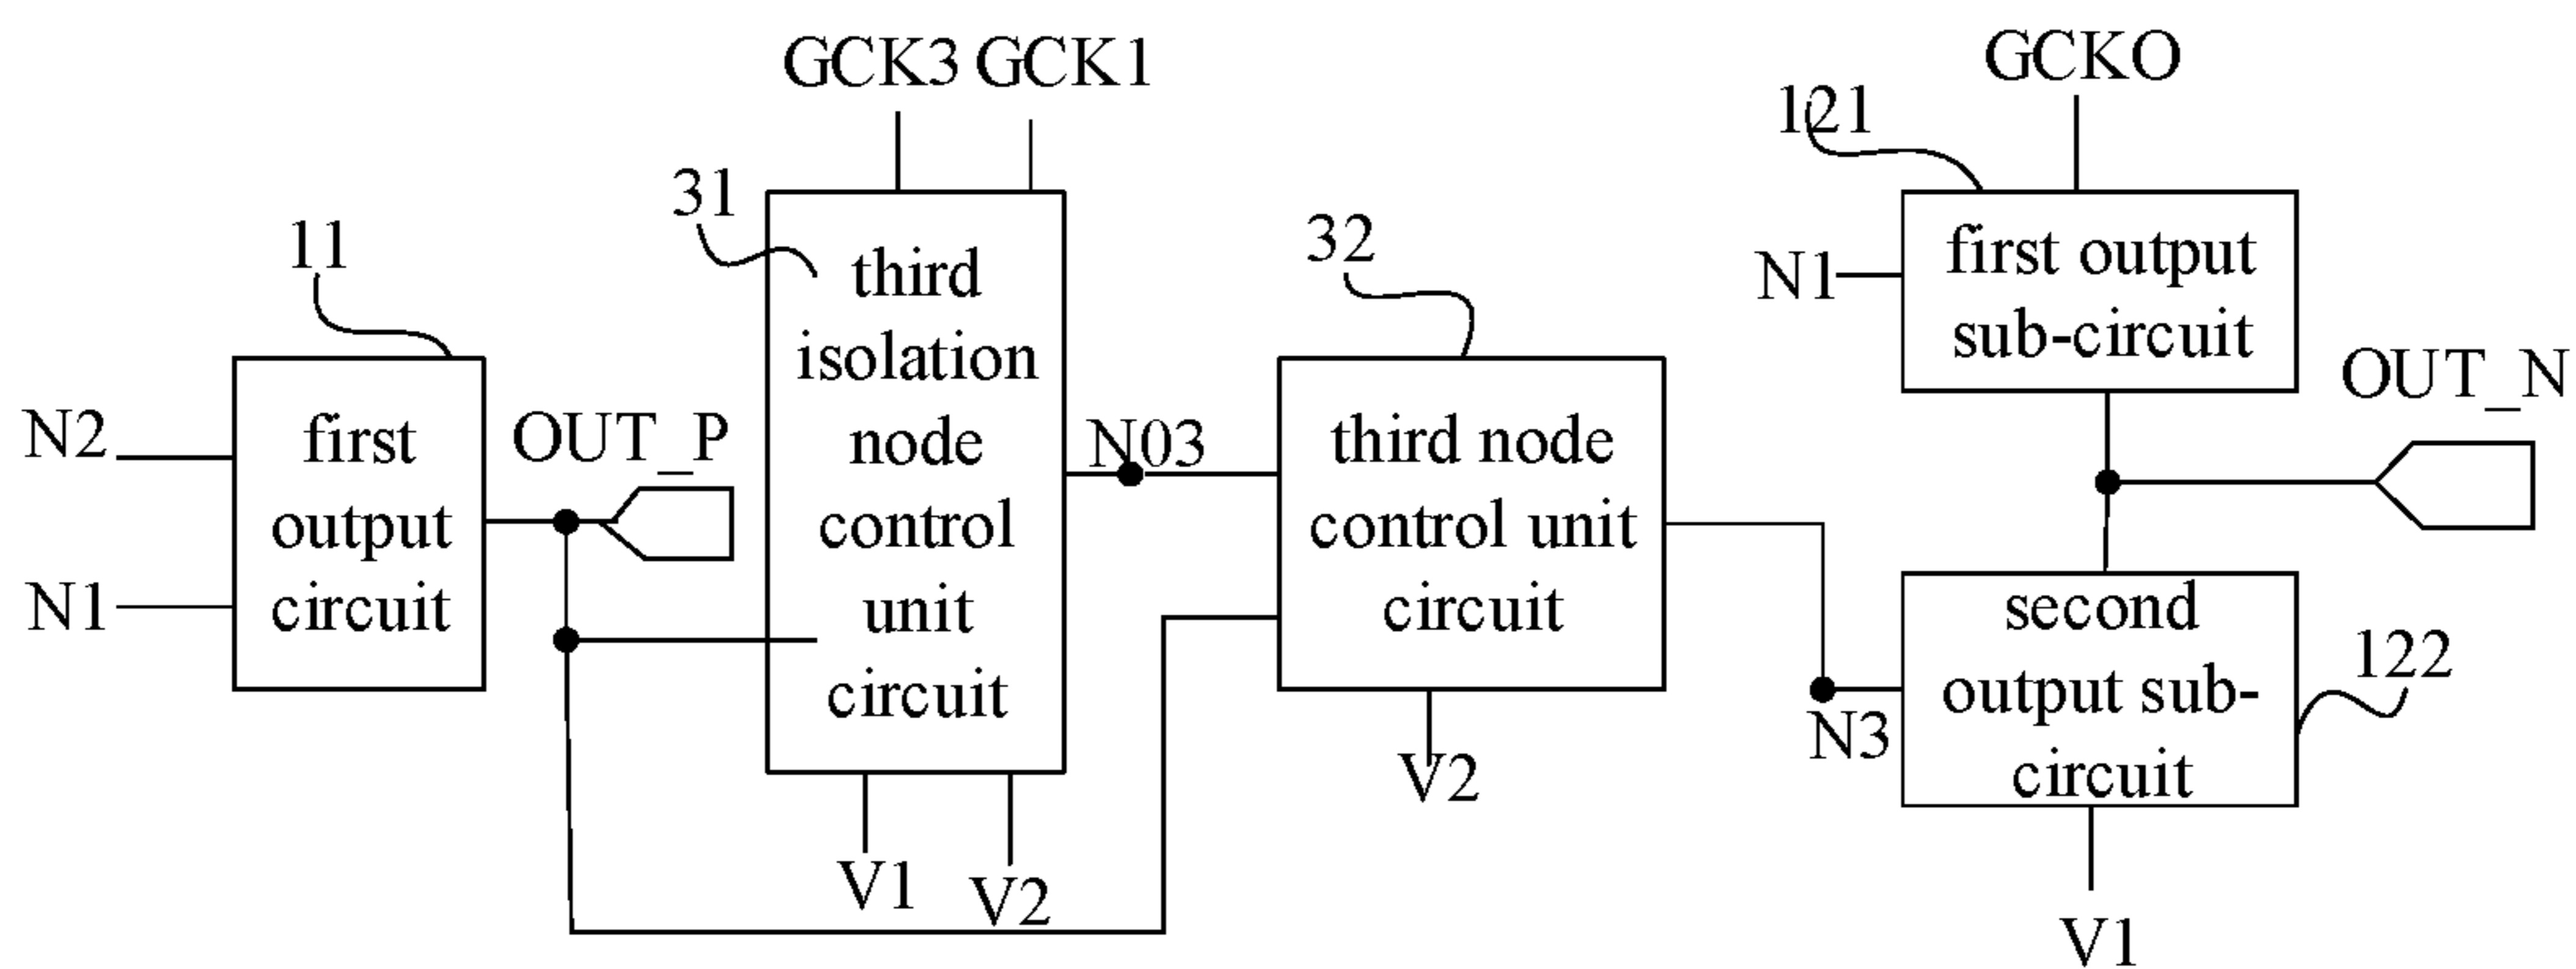 GCK3 GCK1
GCKO
121
31
11
32
N1
first output
sub-circuit
third
isolation
node
control
unit
circuit
N2
N1
first
output
circuit
OUT_P
N03
third node
control unit
circuit
OUT_N
second
output sub-
circuit
122
N3
V2
V1
V2
V1